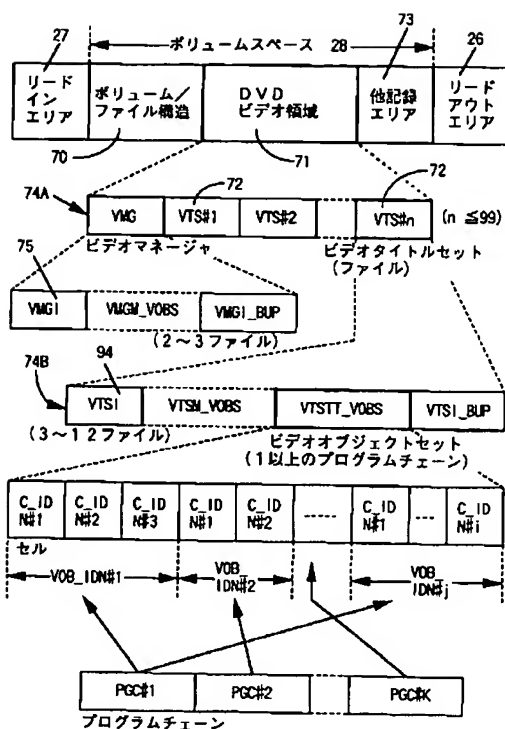 27
ボリュームスペース 28
73
26
リード
イン
エリア
ボリューム/
ファイル構造
DVD
ビデオ領域
他記録
エリア
リード
アウト
エリア
70
71
72
72
74A
VMG
VTS#1
VTS#2
VTS#n
(n ≦99)
75
ビデオマネージャ
ビデオタイトルセット
(ファイル)
VMGI
VMGM_VOBS
VMGI_BUP
(2~3ファイル)
94
74B
VTSI
VTSM_VOBS
VTSTT_VOBS
VTSI_BUP
(3~12ファイル)
ビデオオブジェクトセット
(1以上のプログラムチェーン)
C_ID
N#1
C_ID
N#2
C_ID
N#3
C_ID
N#1
C_ID
N#2
C_ID
N#1
C_ID
N#i
セル
VOB_IDN#1
VOB_
IDN#2
VOB_
IDN#j
PGC#1
PGC#2
PGC#K
プログラムチェーン